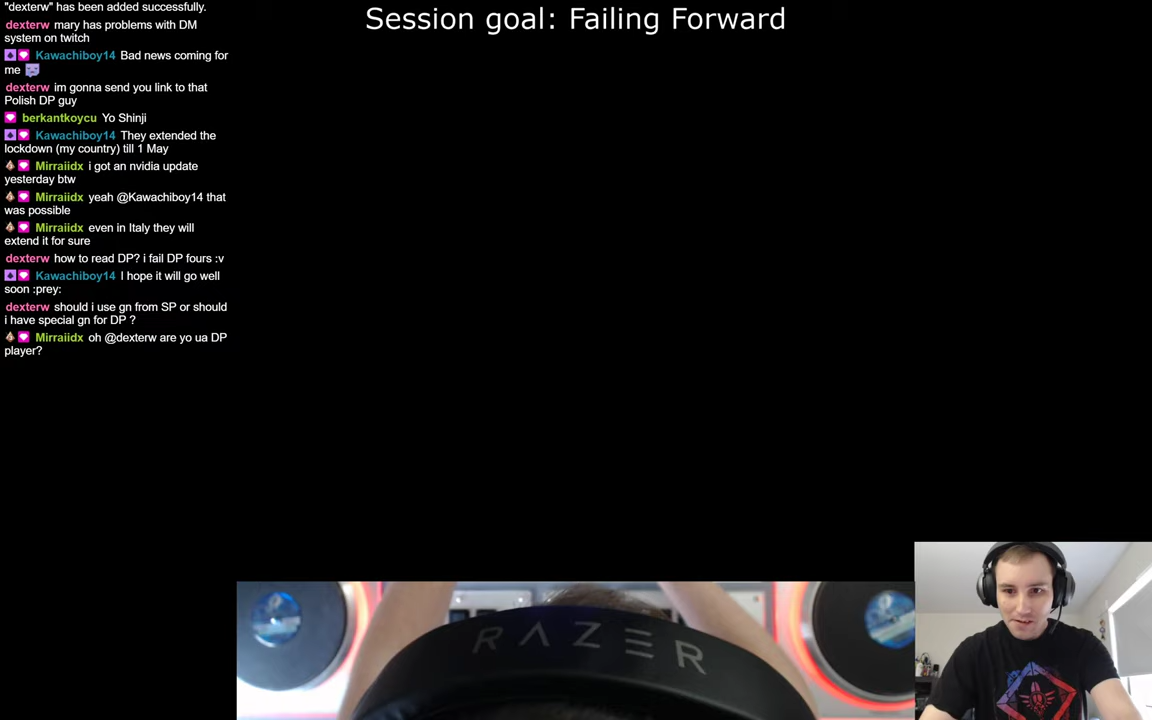 "dexterw" has been added successfully.
dexterw mary has problems with DM
system on twitch
Kawachiboy14 Bad news coming for
me
dexterw im gonna send you link to that
Polish DP guy
berkantkoycu Yo Shinji
Kawachiboy14 They extended the
lockdown (my country) till 1 May
Mirraiidx i got an nvidia update
yesterday btw
Mirraiidx yeah @Kawachiboy14 that
was possible
Mirraiidx even in Italy they will
extend it for sure
dexterw how to read DP? i fail DP fours :v
Kawachiboy14 I hope it will go well
soon :prey:
dexterw should i use gn from SP or should
i have special gn for DP ?
Mirraiidx oh @dexterw are yo ua DP
player?
Session goal: Failing Forward
RAZER